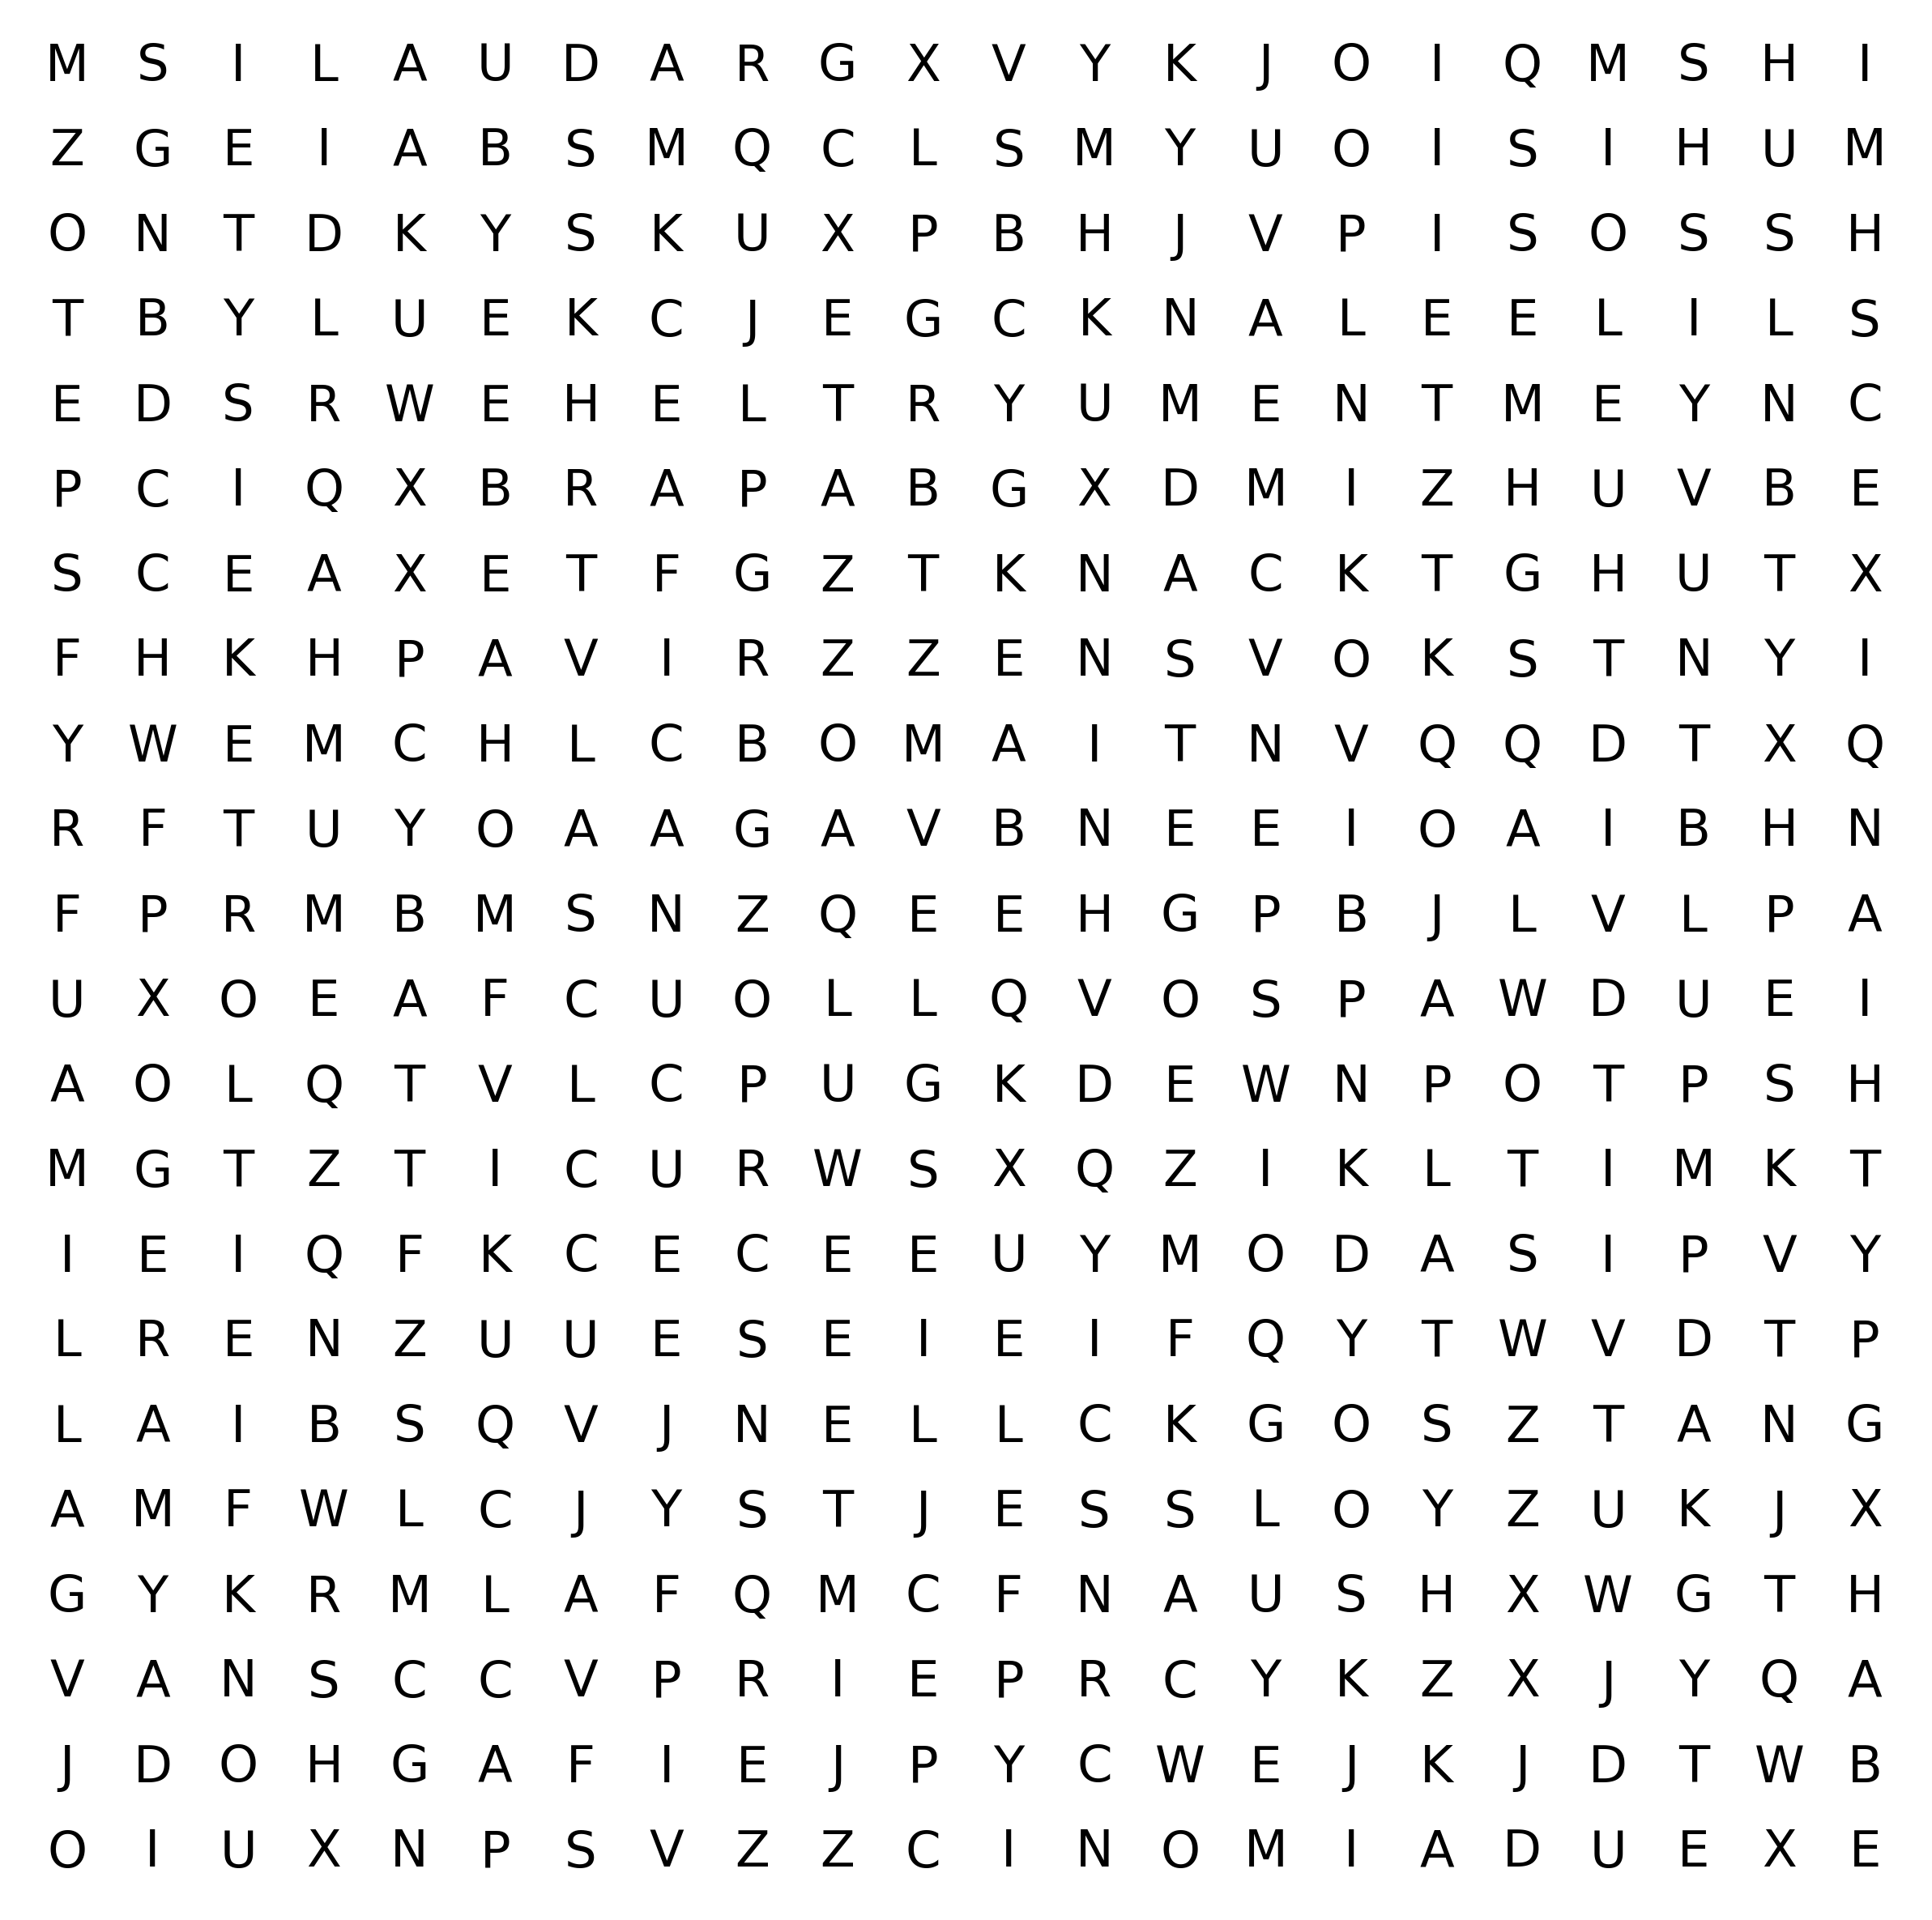 M S I L A U D A R G X V Y K J O I Q M S H I
Z G E I A B S M Q C L S M Y U O I S I H U M
O N T D K Y S K U X P B H J V P I S O S S H
T B Y L U E K C J E G C K N A L E E L I L S
E D S R W E H E L T R Y U M E N T M E Y N C
P C I Q X B R A P A B G X D M I Z H U V B E
S C E A X E T F G Z T K N A C K T G H U T X
F H K H P A V I R Z Z E N S V O K S T N Y I
Y W E M C H L C B O M A I T N V Q Q D T X Q
R F T U Y O A A G A V B N E E I O A I B H N
F P R M B M S N Z Q E E H G P B J L V L P A
U X O E A F C U O L L Q V O S P A W D U E I
A O L Q T V L C P U G K D E W N P O T P S H
M G T Z T I C U R W S X Q Z I K L T I M K T
I E I Q F K C E C E E U Y M O D A S I P V Y
L R E N Z U U E S E I E I F Q Y T W V D T P
L A I B S Q V J N E L L C K G O S Z T A N G
A M F W L C J Y S T J E S S L O Y Z U K J X
G Y K R M L A F Q M C F N A U S H X W G T H
V A N S C C V P R I E P R C Y K Z X J Y Q A
J D O H G A F I E J P Y C W E J K J D T W B
O I U X N P S V Z Z C I N O M I A D U E X E